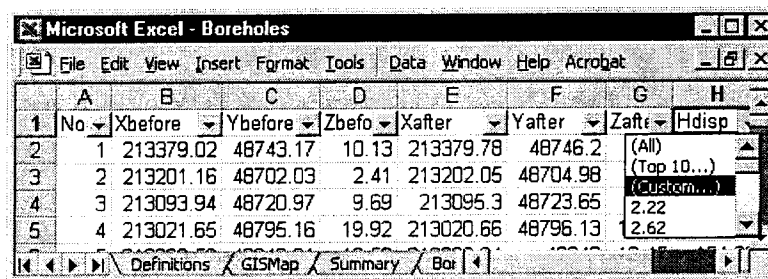 Microsoft Excel - Boreholes
File Edit View Insert Format Tools Data Window Help Acrobat
A B C D E F G H
1 No Xbefore Ybefore Zbefo Xafter Yafter Zafte Hdisp
2 1 213379.02 48743.17 10.13 213379.78 48746.2 (All)
(Top 10...)
3 2 213201.16 48702.03 2.41 213202.05 48704.98 (Custom...)
4 3 213093.94 48720.97 9.69 213095.3 48723.65 2.22
5 4 213021.65 48795.16 19.92 213020.66 48796.13 2.62
Definitions GISMap Summary Bor